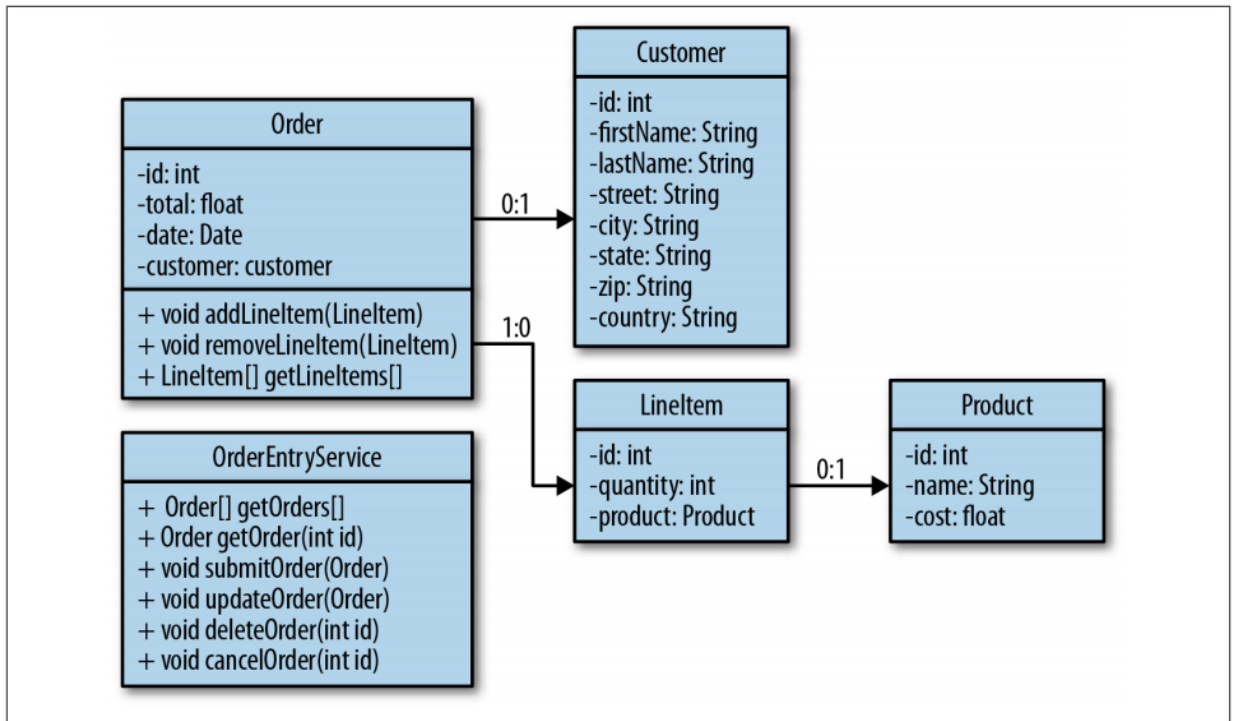 Order
-id: int
-total: float
-date: Date
-customer: customer
+ void addLineItem(LineItem)
+ void removeLineItem(LineItem)
+ LineItem[] getLineItems[]
0:1
1:0
Customer
-id: int
-firstName: String
-lastName: String
-street: String
-city: String
-state: String
-zip: String
-country: String
OrderEntryService
+ Order[] getOrders[]
+ Order getOrder(int id)
+ void submitOrder(Order)
+ void updateOrder(Order)
+ void deleteOrder(int id)
+ void cancelOrder(int id)
LineItem
-id: int
-quantity: int
-product: Product
0:1
Product
-id: int
-name: String
-cost: float